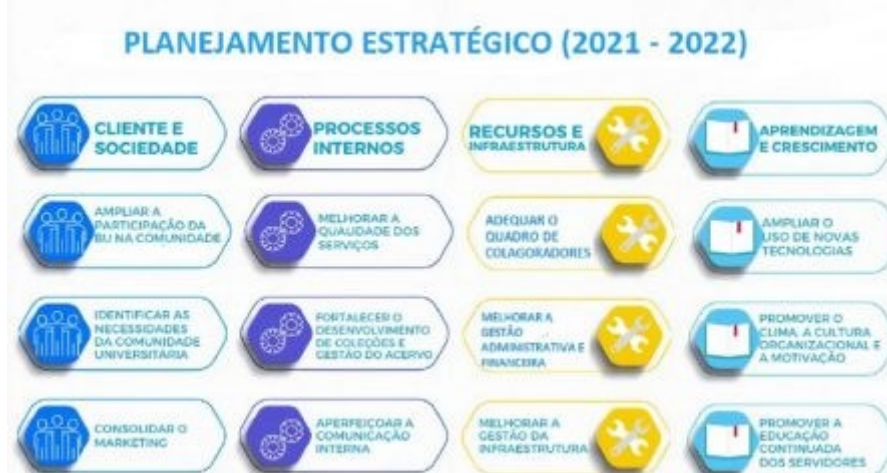 PLANEJAMENTO ESTRATÉGICO (2021 - 2022)
CLIENTE E
SOCIEDADE
PROCESSOS
INTERNOS
RECURSOS E
INFRAESTRUTURA
APRENDIZAGEM
E CRESCIMENTO
AMPLIAR A
PARTICIPAÇÃO DA
BU NA COMUNIDADE
MELHORAR A
QUALIDADE DOS
SERVIÇOS
ADEQUAR O
QUADRO DE
COLAGORADORES
AMPLIAR O
USO DE NOVAS
TECNOLOGIAS
IDENTIFICAR AS
NECESSIDADES
DA COMUNIDADE
UNIVERSITÁRIA
FORTALECER O
DESENVOLVIMENTO
DE COLEÇÕES E
GESTÃO DO ACERVO
MELHORAR A
GESTÃO
ADMINISTRATIVA E
FINANCEIRA
PROMOVER O
CLIMA, A CULTURA
ORGANIZACIONAL E
A MOTIVAÇÃO
CONSOLIDAR O
MARKETING
APERFEIÇOAR A
COMUNICAÇÃO
INTERNA
MELHORAR A
GESTÃO DA
INFRAESTRUTURA
PROMOVER A
EDUCAÇÃO
CONTINUADA
DOS SERVIDORES